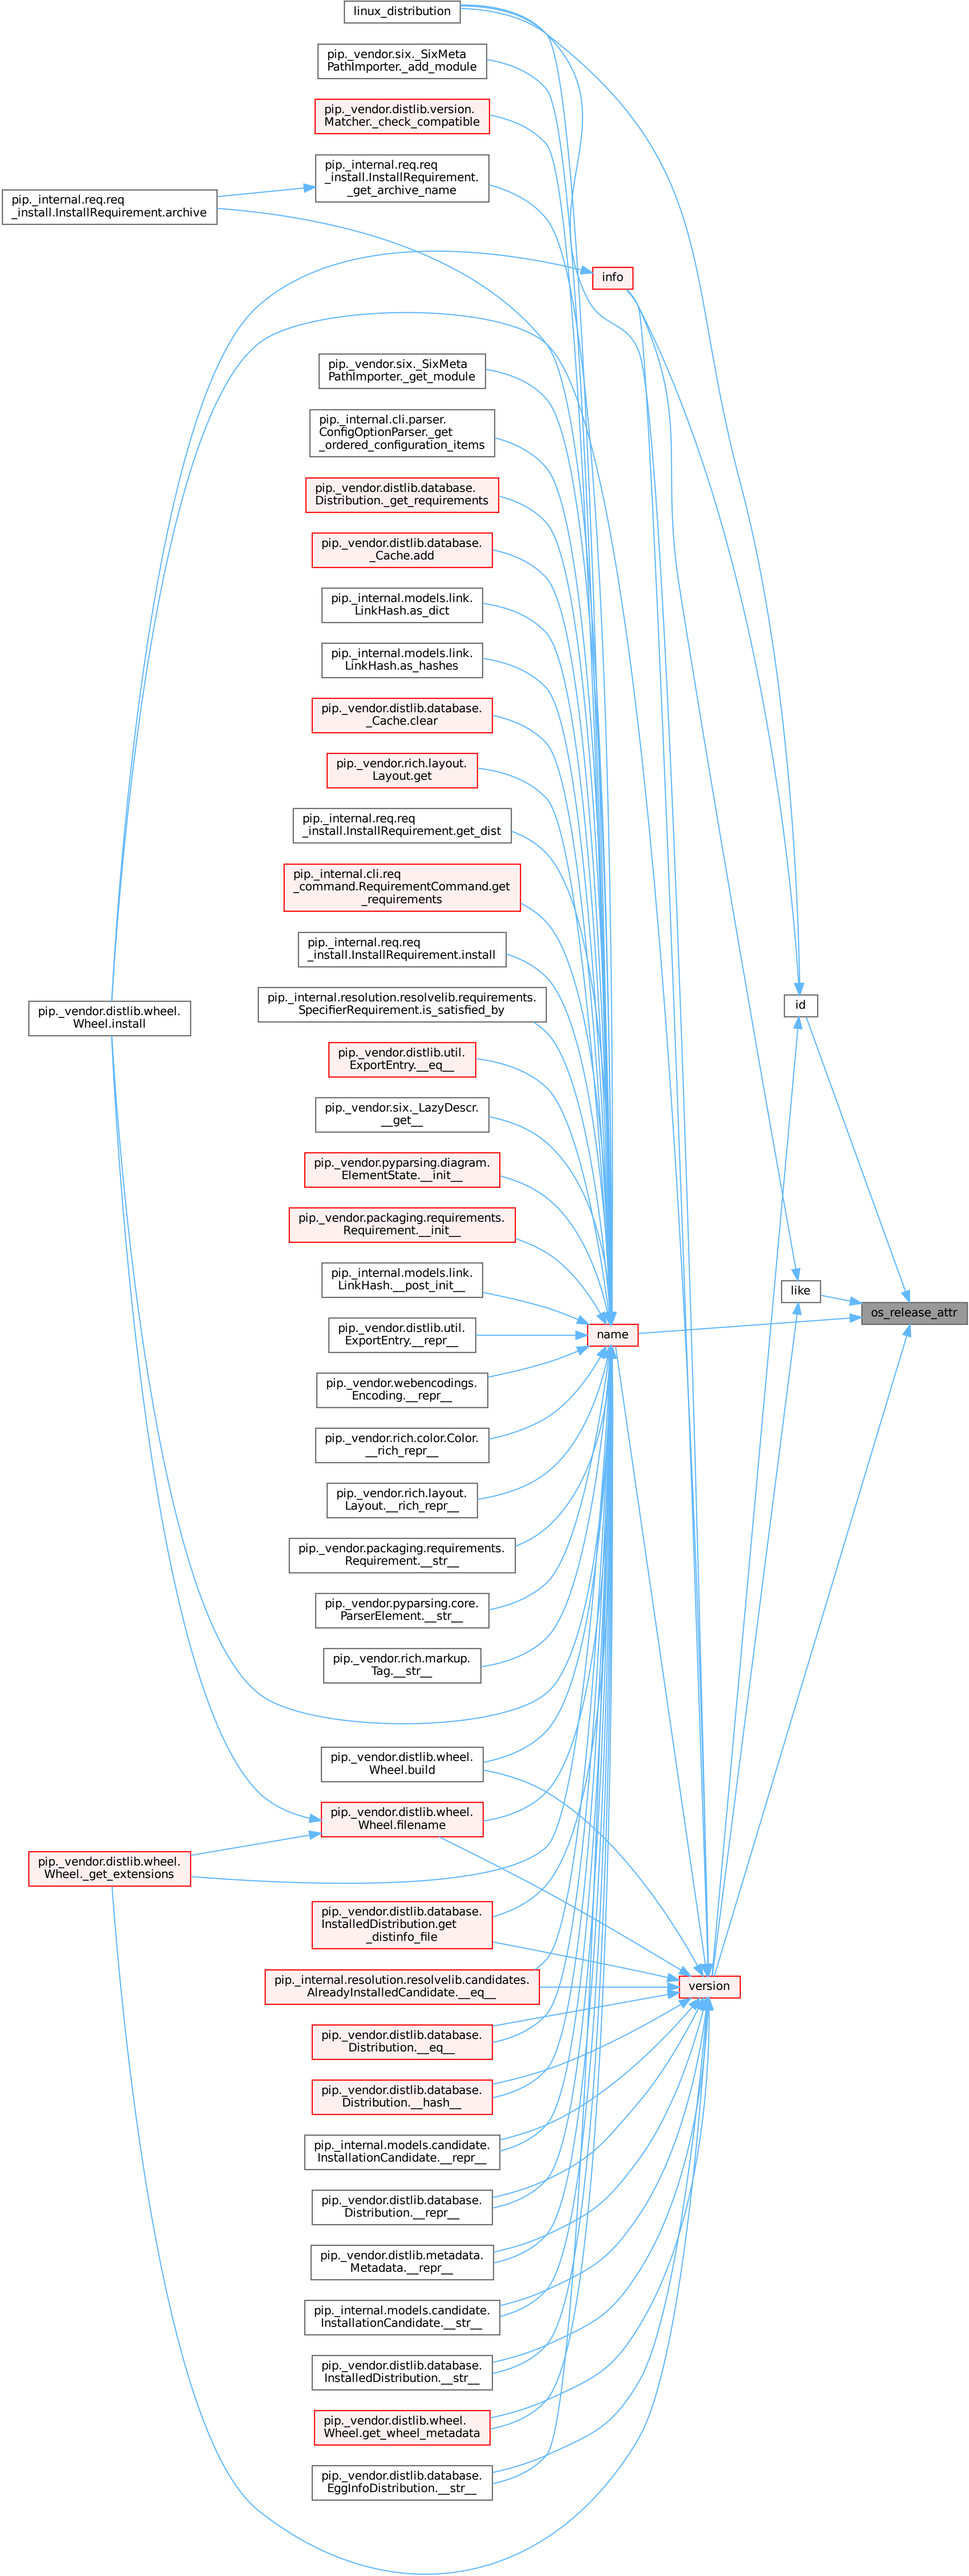 linux_distribution
pip._vendor.six._SixMeta
PathImporter._add_module
pip._vendor.distlib.version.
Matcher._check_compatible
pip._internal.req.req
_install.InstallRequirement.
_get_archive_name
pip._internal.req.req
_install.InstallRequirement.archive
info
pip._vendor.six._SixMeta
PathImporter._get_module
pip._internal.cli.parser.
ConfigOptionParser._get
_ordered_configuration_items
pip._vendor.distlib.database.
Distribution._get_requirements
pip._vendor.distlib.database.
_Cache.add
pip._internal.models.link.
LinkHash.as_dict
pip._internal.models.link.
LinkHash.as_hashes
pip._vendor.distlib.database.
_Cache.clear
pip._vendor.rich.layout.
Layout.get
pip._internal.req.req
_install.InstallRequirement.get_dist
pip._internal.cli.req
_command.RequirementCommand.get
_requirements
pip._internal.req.req
_install.InstallRequirement.install
pip._internal.resolution.resolvelib.requirements.
SpecifierRequirement.is_satisfied_by
id
pip._vendor.distlib.wheel.
Wheel.install
pip._vendor.distlib.util.
ExportEntry.__eq__
pip._vendor.six._LazyDescr.
__get__
pip._vendor.pyparsing.diagram.
ElementState.__init__
pip._vendor.packaging.requirements.
Requirement.__init__
pip._internal.models.link.
LinkHash.__post_init__
like
os_release_attr
pip._vendor.distlib.util.
ExportEntry.__repr__
name
pip._vendor.webencodings.
Encoding.__repr__
pip._vendor.rich.color.Color.
__rich_repr__
pip._vendor.rich.layout.
Layout.__rich_repr__
pip._vendor.packaging.requirements.
Requirement.__str__
pip._vendor.pyparsing.core.
ParserElement.__str__
pip._vendor.rich.markup.
Tag.__str__
pip._vendor.distlib.wheel.
Wheel.build
pip._vendor.distlib.wheel.
Wheel.filename
pip._vendor.distlib.wheel.
Wheel._get_extensions
pip._vendor.distlib.database.
InstalledDistribution.get
_distinfo_file
pip._internal.resolution.resolvelib.candidates.
AlreadyInstalledCandidate.__eq__
version
pip._vendor.distlib.database.
Distribution.__eq__
pip._vendor.distlib.database.
Distribution.__hash__
pip._internal.models.candidate.
InstallationCandidate.__repr__
pip._vendor.distlib.database.
Distribution.__repr__
pip._vendor.distlib.metadata.
Metadata.__repr__
pip._internal.models.candidate.
InstallationCandidate.__str__
pip._vendor.distlib.database.
InstalledDistribution.__str__
pip._vendor.distlib.wheel.
Wheel.get_wheel_metadata
pip._vendor.distlib.database.
EggInfoDistribution.__str__